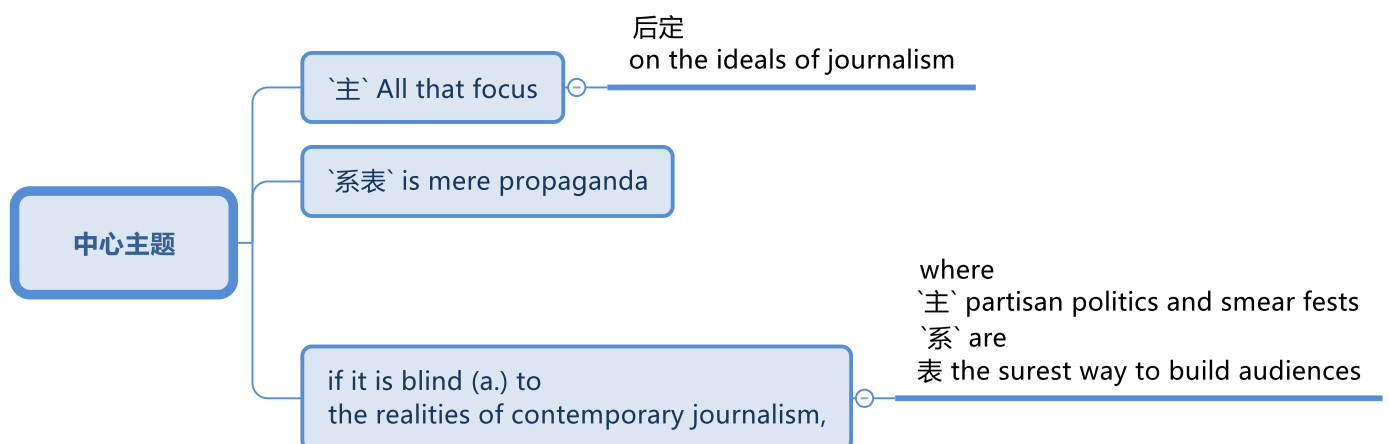 中心主题
`主` All that focus
后定
on the ideals of journalism
`系表` is mere propaganda
if it is blind (a.) to
the realities of contemporary journalism,
where
`主` partisan politics and smear fests
`系` are
表 the surest way to build audiences